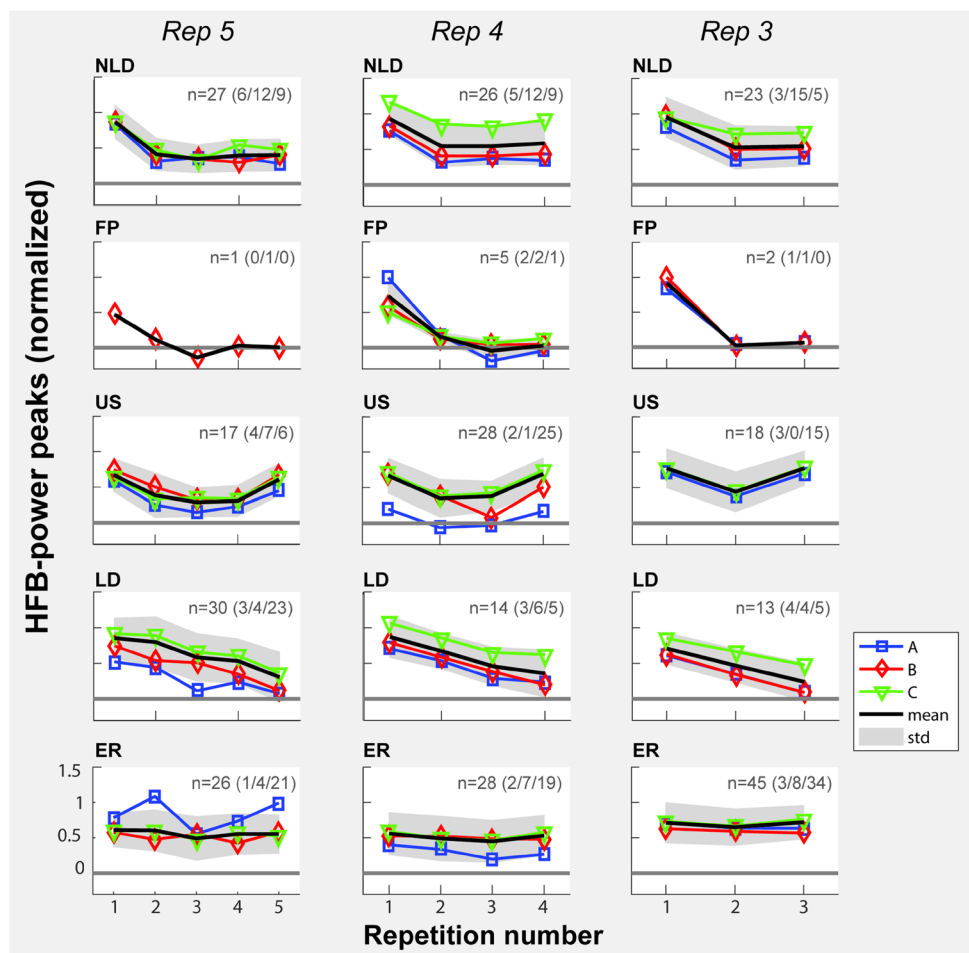 Rep 5 Rep 4 Rep 3
NLD NLD NLD
n=27 (6/12/9) n=26 (5/12/9) n=23 (3/15/5)
FP FP FP
n=1 (0/1/0) n=5 (2/2/1) n=2 (1/1/0)
US US US
n=17 (4/7/6) n=28 (2/1/25) n=18 (3/0/15)
LD LD LD
n=30 (3/4/23) n=14 (3/6/5) n=13 (4/4/5)
ER ER ER
n=26 (1/4/21) n=28 (2/7/19) n=45 (3/8/34)
HFB-power peaks (normalized)
1.5
1
0.5
0
1 2 3 4 5 1 2 3 4 1 2 3
Repetition number
A
B
C
mean
std